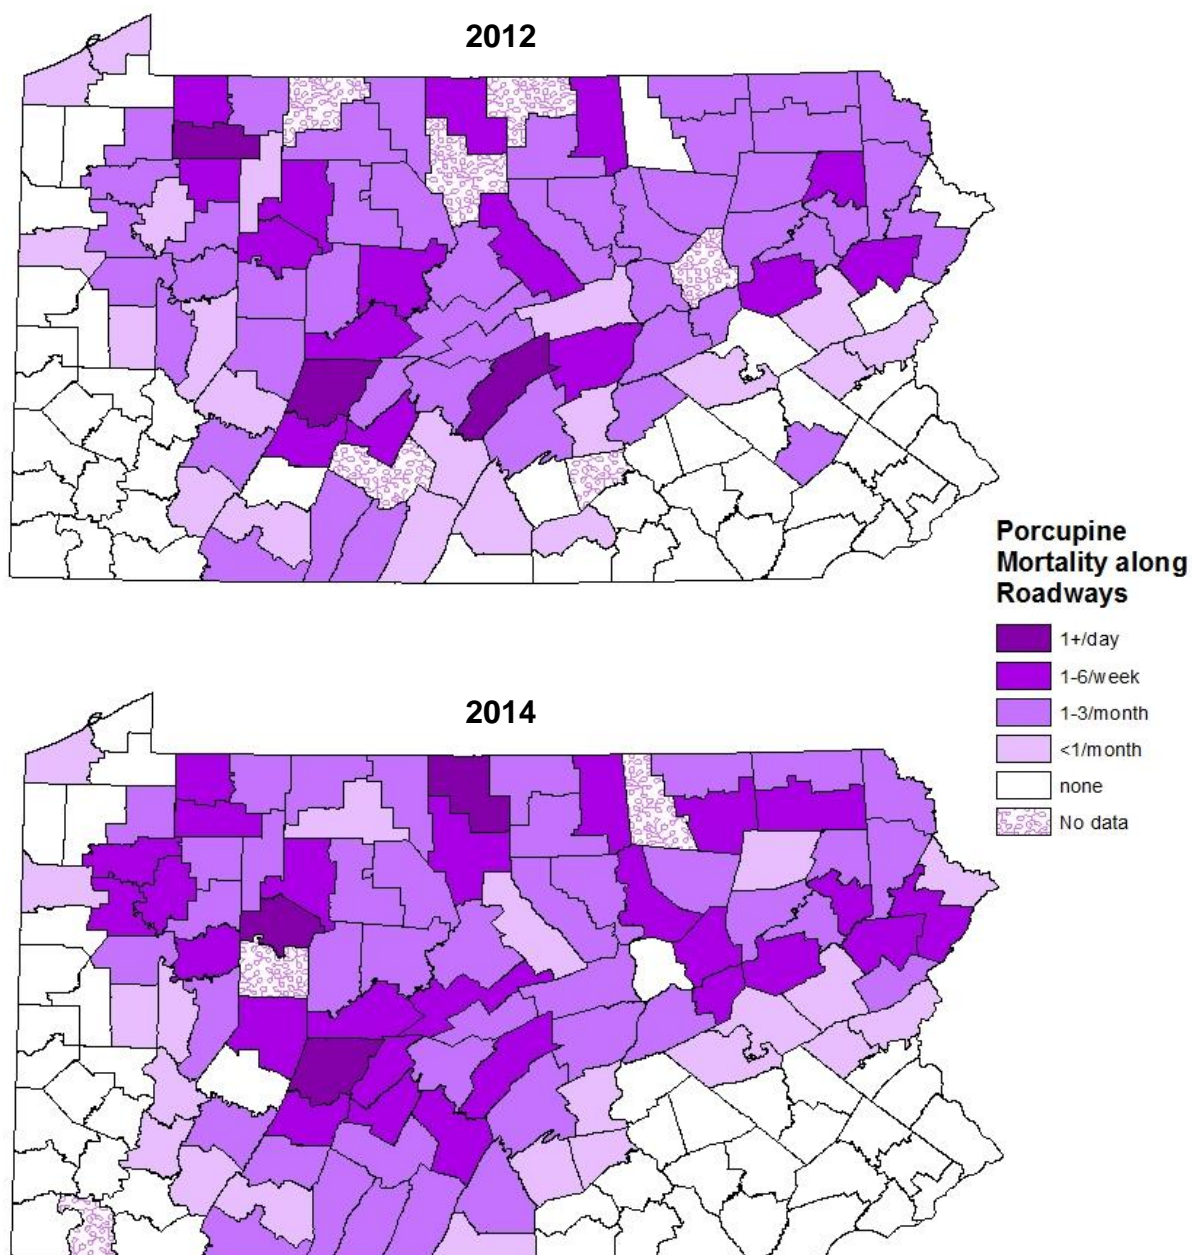 2012
Porcupine
Mortality along
Roadways
1+/day
1-6/week
1-3/month
<1/month
none
No data
2014